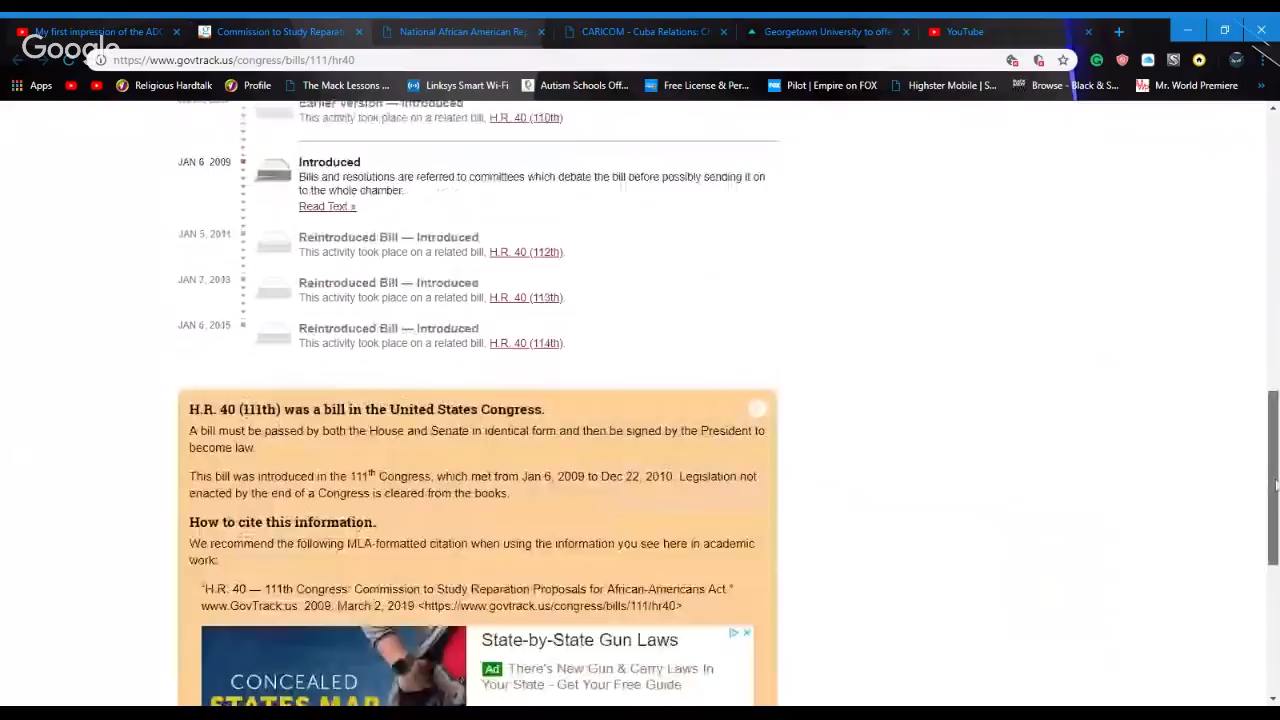 My first impression of the ADO
Commission to Study Reparati
National African American Rep
CARICOM - Cuba Relations: Ch
Georgetown University to offe
YouTube
Google
https://www.govtrack.us/congress/bills/111/hr40
Apps
Religious Hardtalk
Profile
The Mack Lessons ...
Linksys Smart Wi-Fi
Autism Schools Off...
Free License & Per...
Pilot | Empire on FOX
Highster Mobile | S...
Browse - Black & S...
Mr. World Premiere
Earlier Version — Introduced
This activity took place on a related bill, H.R. 40 (110th)
JAN 6, 2009
Introduced
Bills and resolutions are referred to committees which debate the bill before possibly sending it on
to the whole chamber.
Read Text »
JAN 5, 2011
Reintroduced Bill — Introduced
This activity took place on a related bill, H.R. 40 (112th).
JAN 7, 2013
Reintroduced Bill — Introduced
This activity took place on a related bill, H.R. 40 (113th).
JAN 6, 2015
Reintroduced Bill — Introduced
This activity took place on a related bill, H.R. 40 (114th).
H.R. 40 (111th) was a bill in the United States Congress.
A bill must be passed by both the House and Senate in identical form and then be signed by the President to
become law.
This bill was introduced in the 111th Congress, which met from Jan 6, 2009 to Dec 22, 2010. Legislation not
enacted by the end of a Congress is cleared from the books.
How to cite this information.
We recommend the following MLA-formatted citation when using the information you see here in academic
work:
"H.R. 40 — 111th Congress: Commission to Study Reparation Proposals for African-Americans Act."
www.GovTrack.us. 2009. March 2, 2019 <https://www.govtrack.us/congress/bills/111/hr40>
CONCEALED
STATES MAP
State-by-State Gun Laws
Ad There's New Gun & Carry Laws In
Your State - Get Your Free Guide